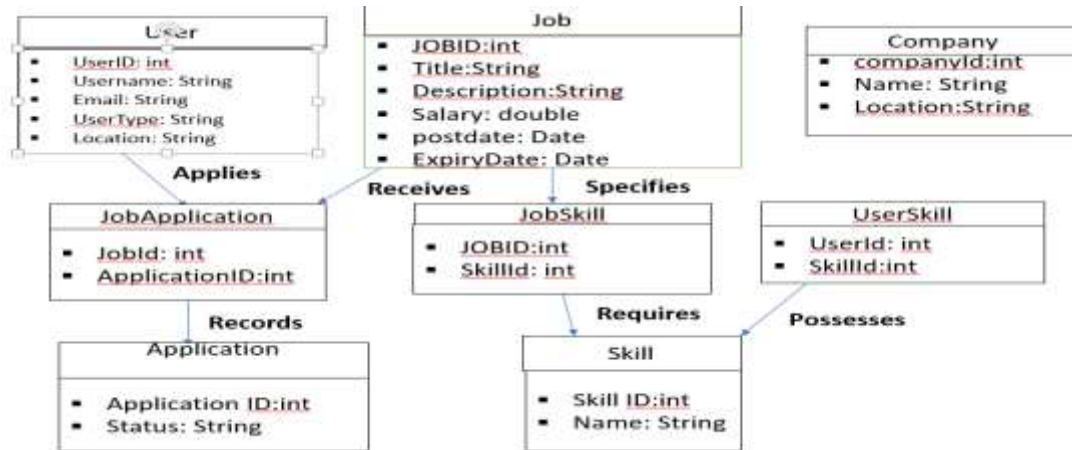 User
UserID: int
Username: String
Email: String
UserType: String
Location: String
Job
JOBID:int
Title:String
Description:String
Salary: double
postdate: Date
ExpiryDate: Date
Company
companyId:int
Name: String
Location:String
Applies
Receives
Specifies
JobApplication
JobId: int
ApplicationID:int
JobSkill
JOBID:int
SkillId: int
UserSkill
UserId: int
SkillId:int
Records
Requires
Possesses
Application
Application ID:int
Status: String
Skill
Skill ID:int
Name: String